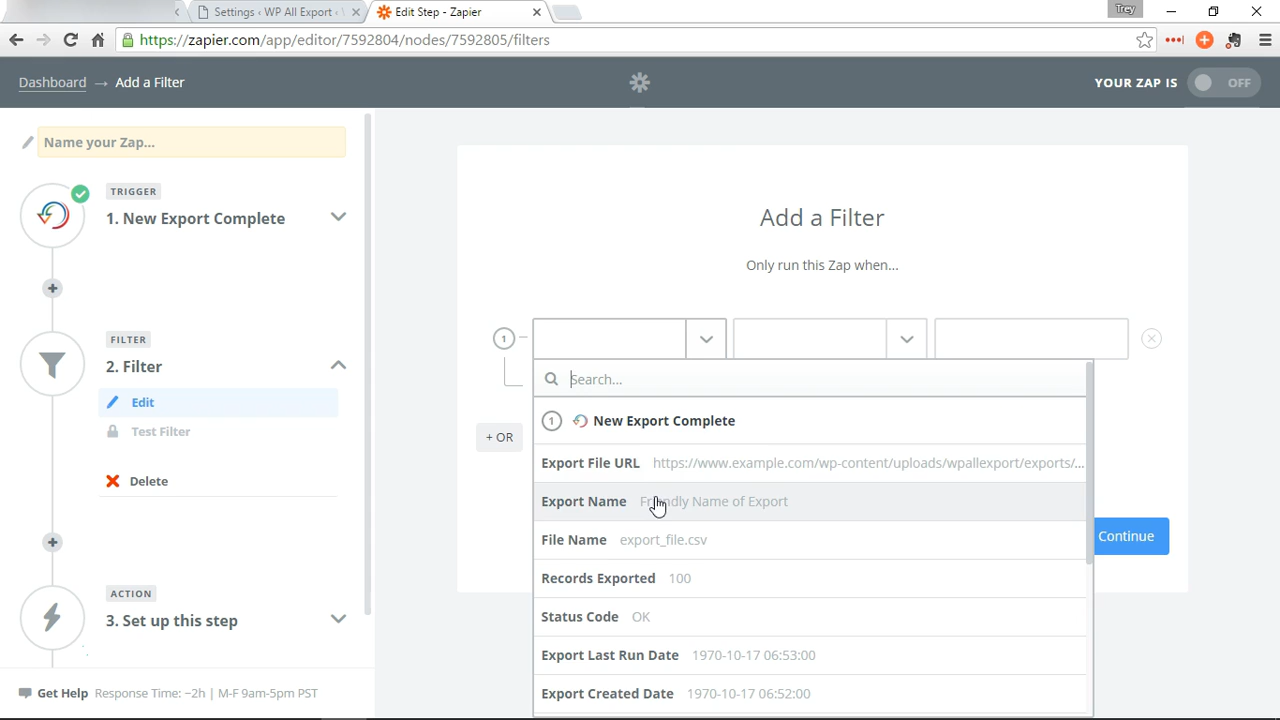 Settings ‹ WP All Export ‹
Edit Step - Zapier
Trey
https://zapier.com/app/editor/7592804/nodes/7592805/filters
Dashboard → Add a Filter
YOUR ZAP IS OFF
Name your Zap...
TRIGGER
1. New Export Complete
FILTER
2. Filter
Edit
Test Filter
Delete
ACTION
3. Set up this step
Get Help Response Time: ~2h | M-F 9am-5pm PST
Add a Filter
Only run this Zap when...
1
Search...
+ OR
1 New Export Complete
Export File URL https://www.example.com/wp-content/uploads/wpallexport/exports/...
Export Name Friendly Name of Export
File Name export_file.csv
Records Exported 100
Status Code OK
Export Last Run Date 1970-10-17 06:53:00
Export Created Date 1970-10-17 06:52:00
Continue